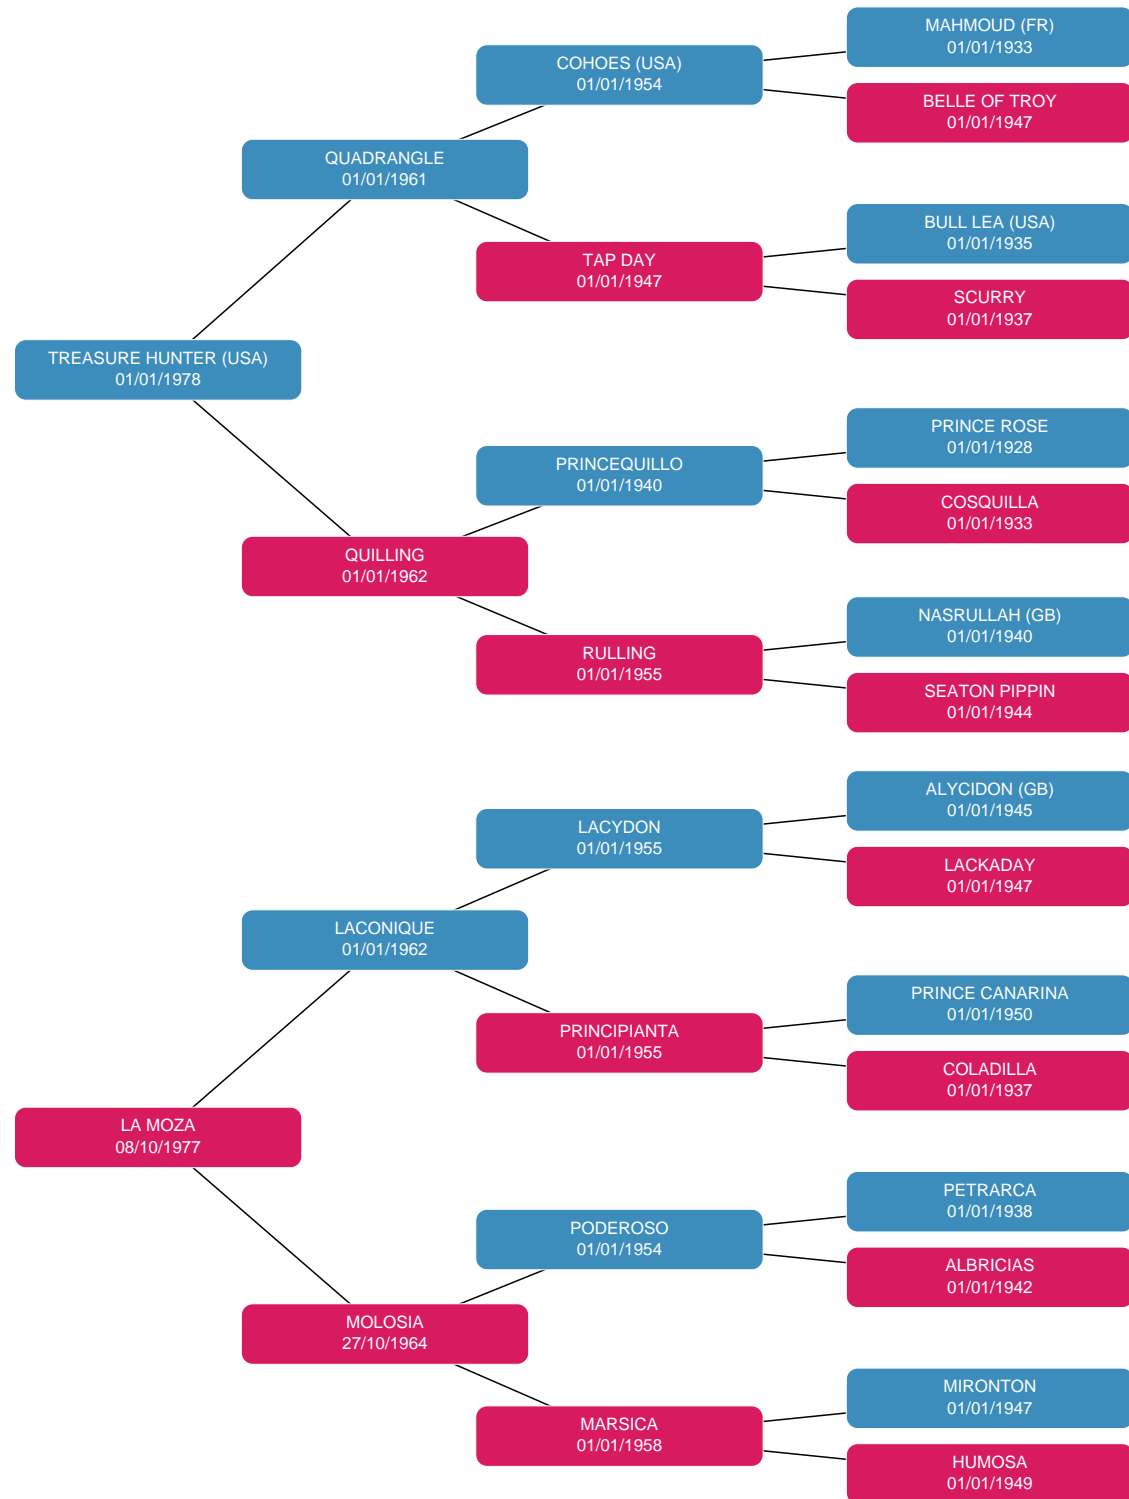 MAHMOUD (FR)
01/01/1933
COHOES (USA)
01/01/1954
BELLE OF TROY
01/01/1947
QUADRANGLE
01/01/1961
BULL LEA (USA)
01/01/1935
TAP DAY
01/01/1947
SCURRY
01/01/1937
TREASURE HUNTER (USA)
01/01/1978
PRINCE ROSE
01/01/1928
PRINCEQUILLO
01/01/1940
COSQUILLA
01/01/1933
QUILLING
01/01/1962
NASRULLAH (GB)
01/01/1940
RULLING
01/01/1955
SEATON PIPPIN
01/01/1944
ALYCIDON (GB)
01/01/1945
LACYDON
01/01/1955
LACKADAY
01/01/1947
LACONIQUE
01/01/1962
PRINCE CANARINA
01/01/1950
PRINCIPIANTA
01/01/1955
COLADILLA
01/01/1937
LA MOZA
08/10/1977
PETRARCA
01/01/1938
PODEROSO
01/01/1954
ALBRICIAS
01/01/1942
MOLOSIA
27/10/1964
MIRONTON
01/01/1947
MARSICA
01/01/1958
HUMOSA
01/01/1949